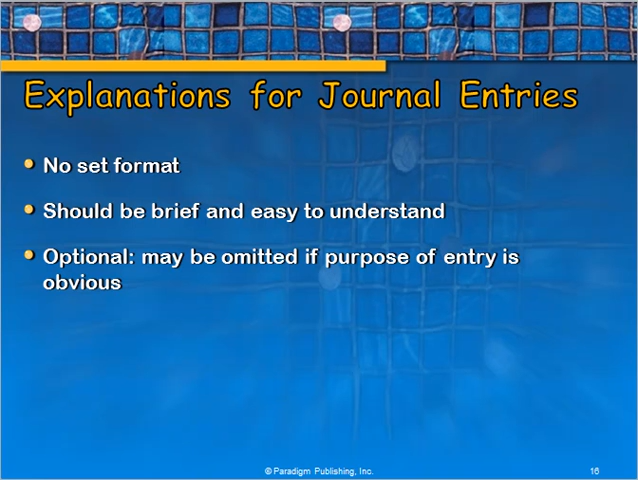 Explanations for Journal Entries
No set format
Should be brief and easy to understand
Optional: may be omitted if purpose of entry is
obvious
© Paradigm Publishing, Inc.
16